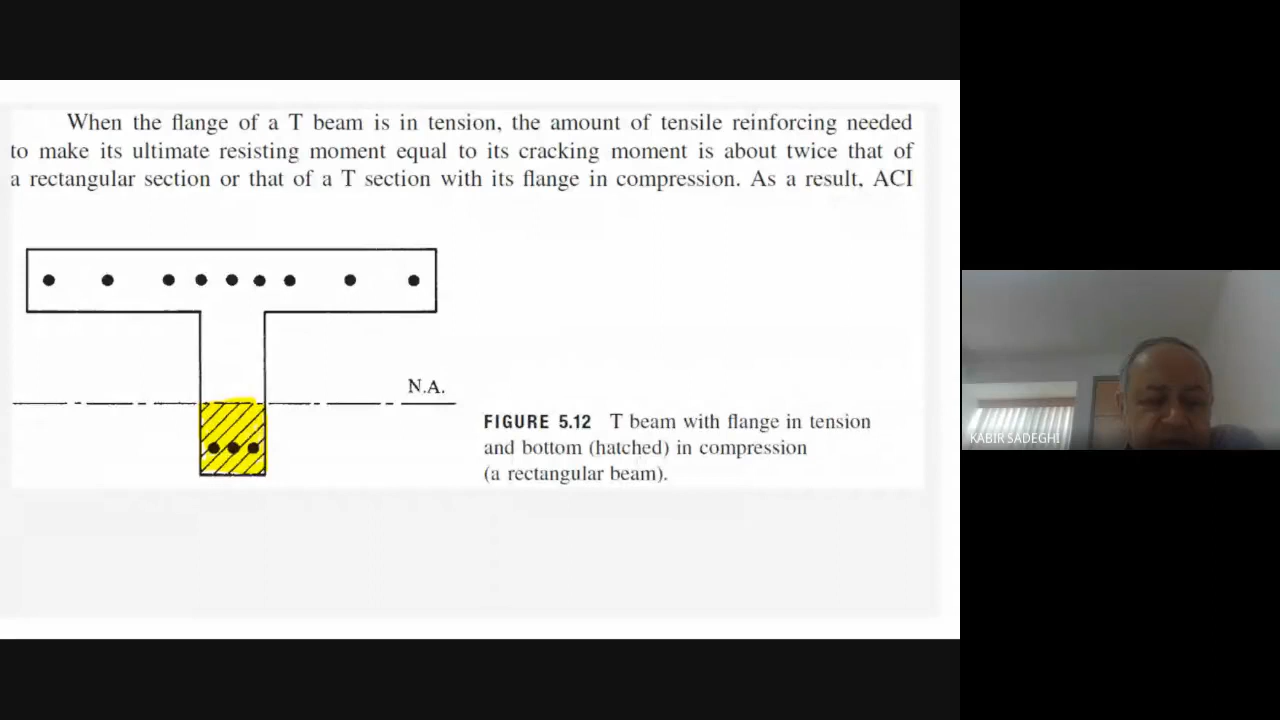 When the flange of a T beam is in tension, the amount of tensile reinforcing needed
to make its ultimate resisting moment equal to its cracking moment is about twice that of
a rectangular section or that of a T section with its flange in compression. As a result, ACI
N.A.
FIGURE 5.12 T beam with flange in tension
and bottom (hatched) in compression
(a rectangular beam).
KABIR SADEGHI